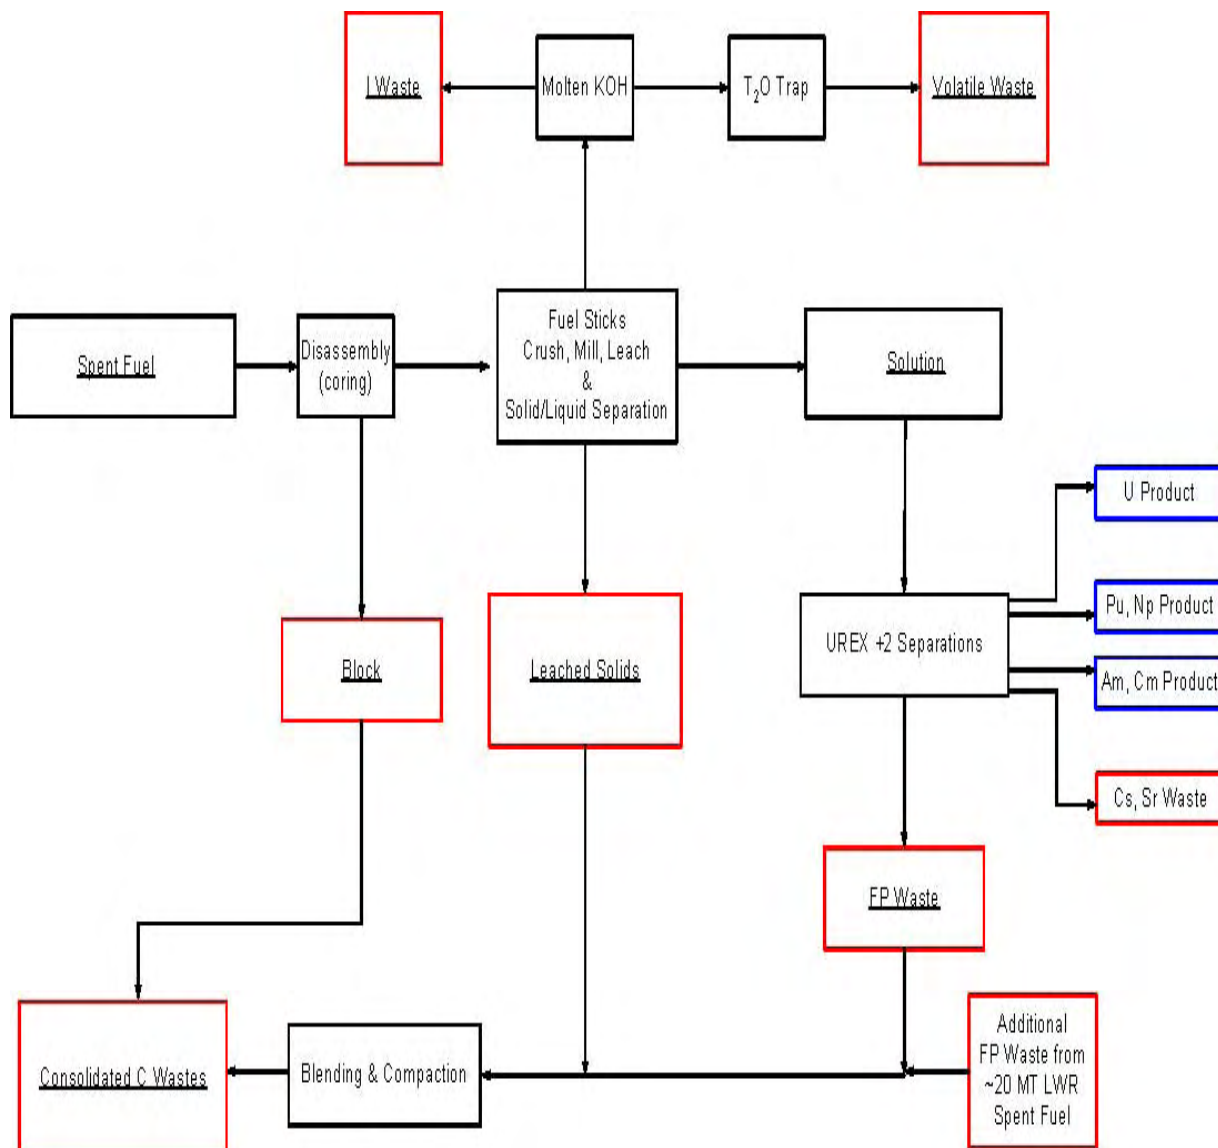 I Waste
Molten KOH
T₂O Trap
Volatile Waste
Spent Fuel
Disassembly
(coring)
Fuel Sticks
Crush, Mill, Leach
&
Solid/Liquid Separation
Solution
U Product
Pu, Np Product
Am, Cm Product
Cs, Sr Waste
Block
Leached Solids
UREX +2 Separations
FP Waste
Additional
FP Waste from
~20 MT LWR
Spent Fuel
Blending & Compaction
Consolidated C Wastes